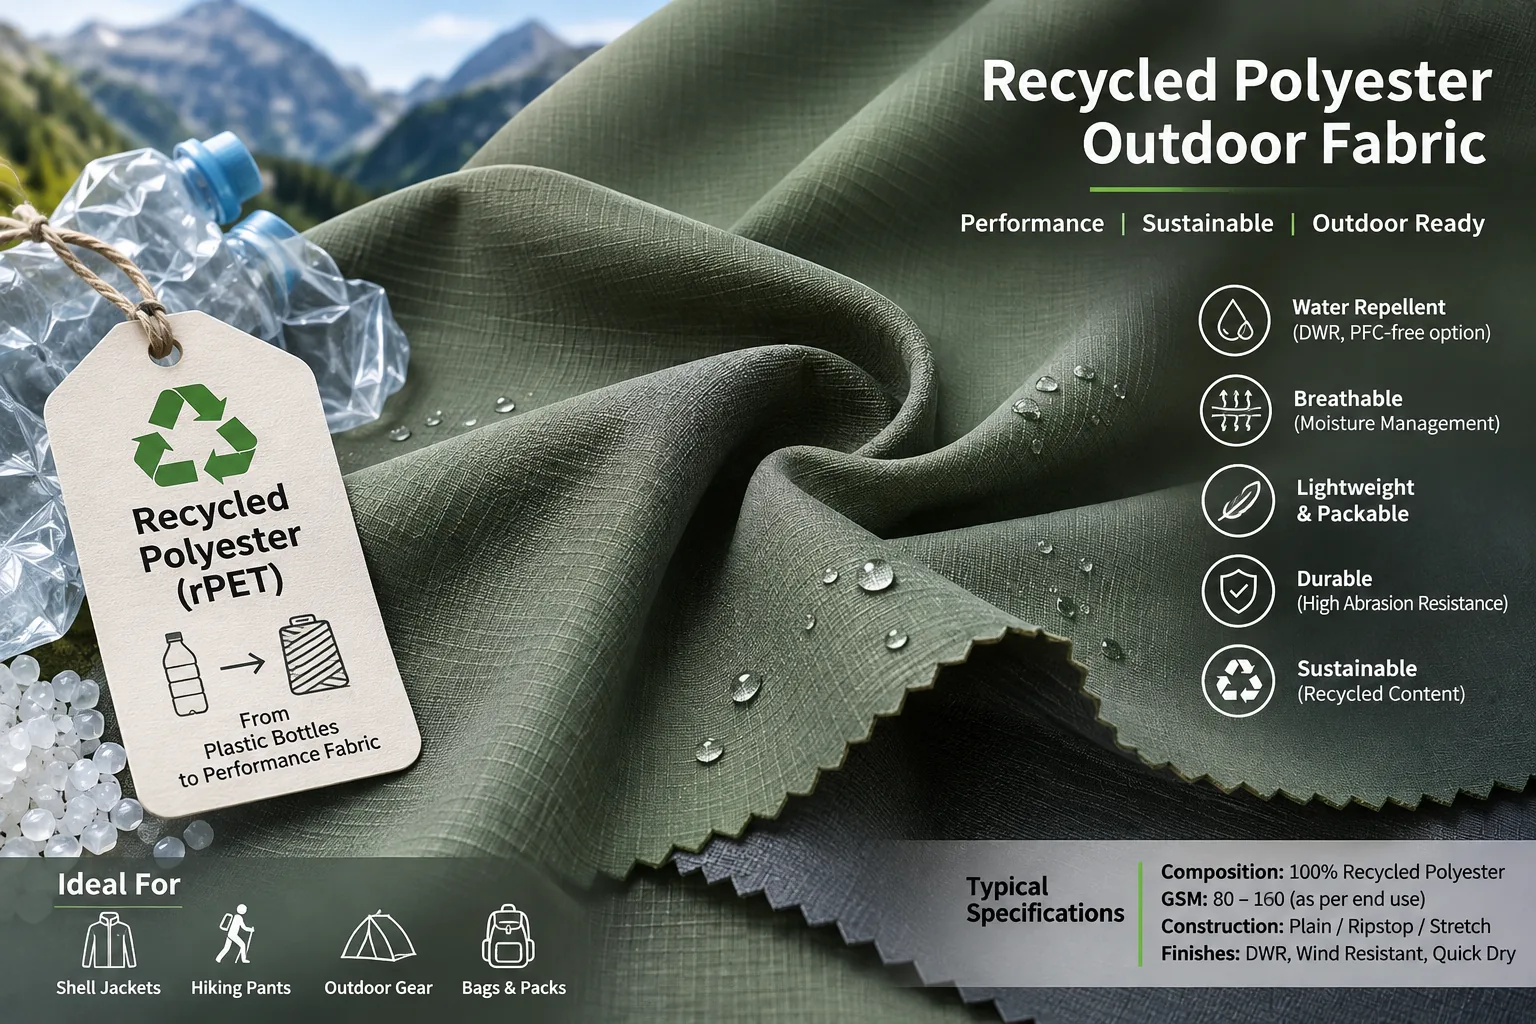 Recycled Polyester
Outdoor Fabric
Performance | Sustainable | Outdoor Ready
Water Repellent
(DWR, PFC-free option)
Breathable
(Moisture Management)
Lightweight
& Packable
Durable
(High Abrasion Resistance)
Sustainable
(Recycled Content)
Recycled
Polyester
(rPET)
From
Plastic Bottles
to Performance Fabric
Ideal For
Shell Jackets
Hiking Pants
Outdoor Gear
Bags & Packs
Typical
Specifications
Composition: 100% Recycled Polyester
GSM: 80 – 160 (as per end use)
Construction: Plain / Ripstop / Stretch
Finishes: DWR, Wind Resistant, Quick Dry